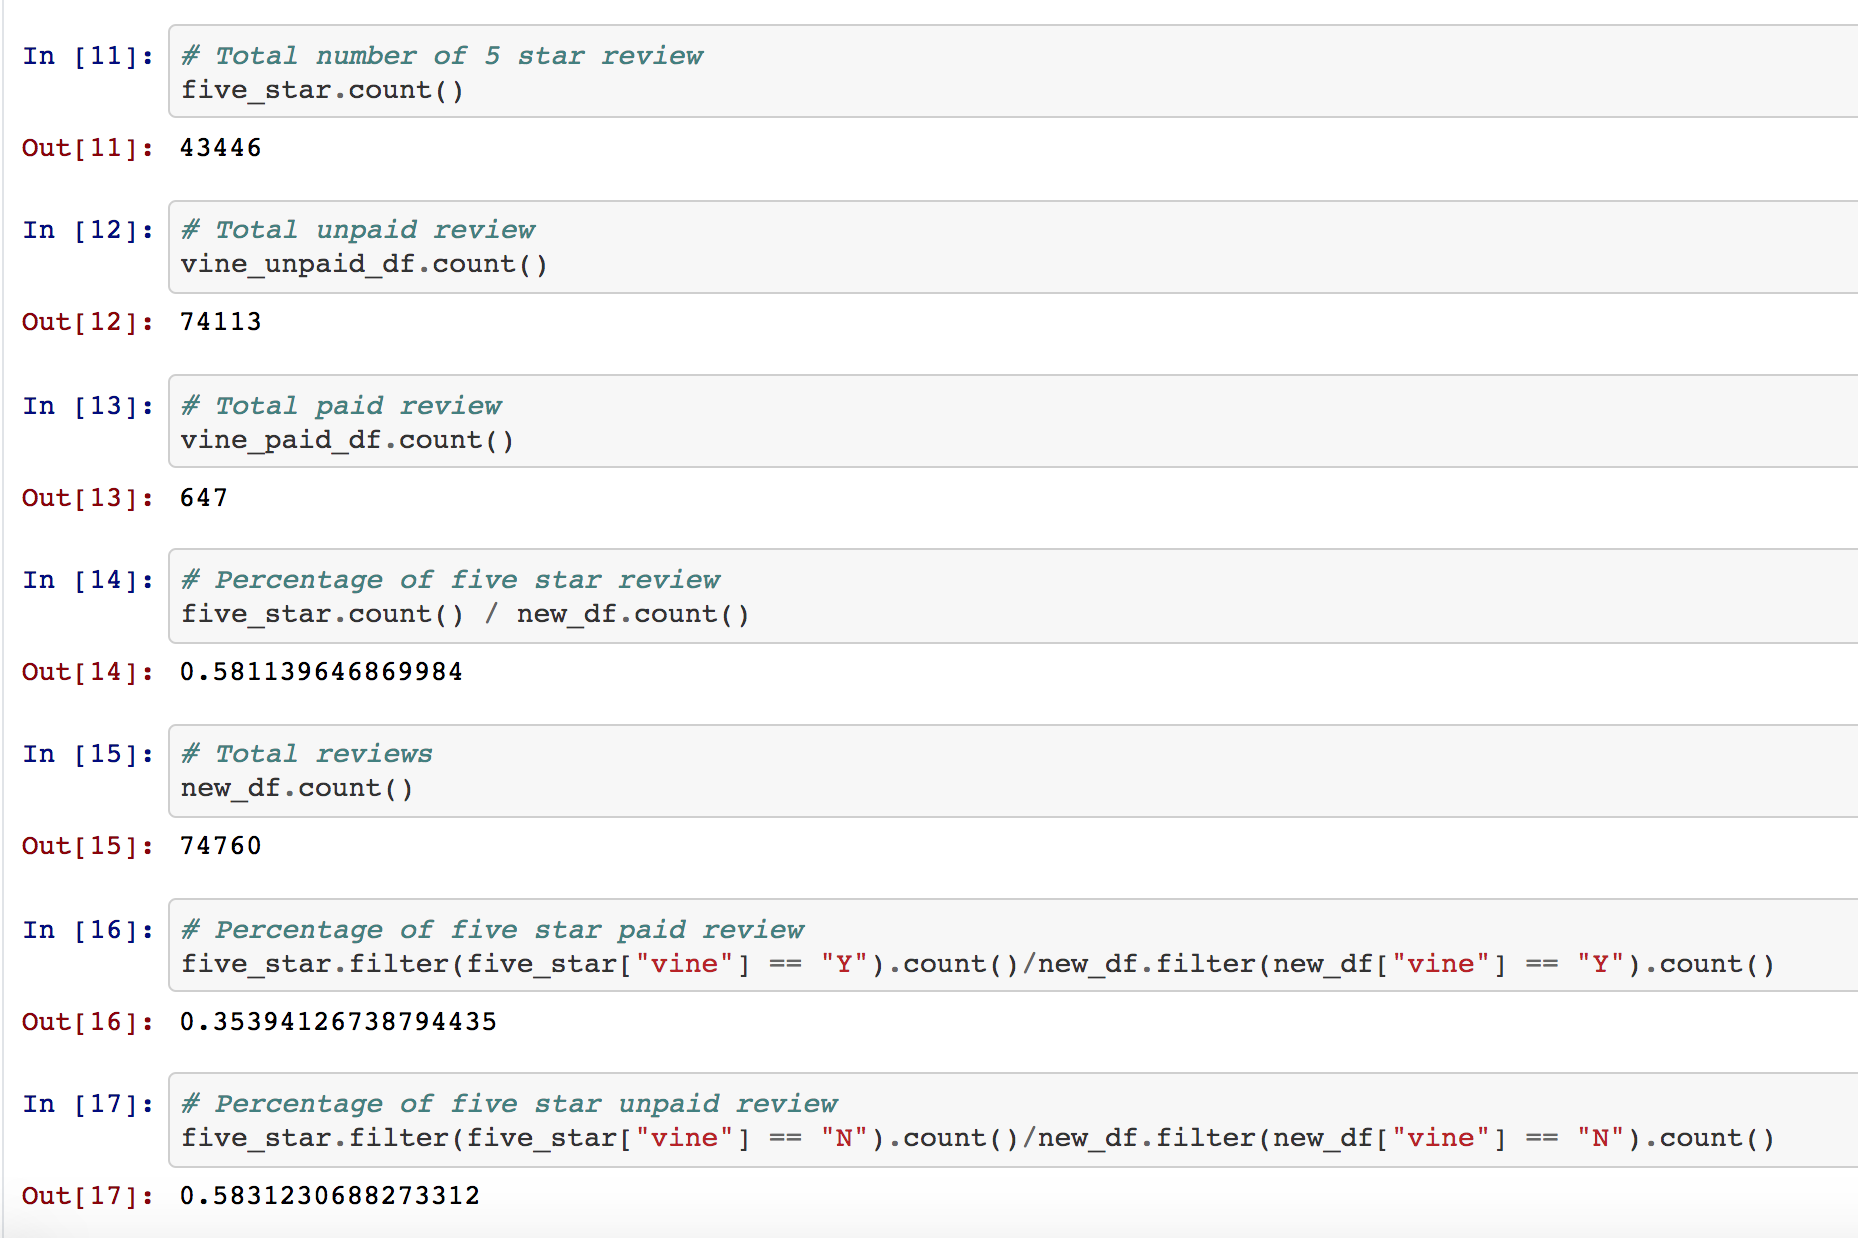 In [11]: # Total number of 5 star review
five_star.count()
Out[11]: 43446
In [12]: # Total unpaid review
vine_unpaid_df.count()
Out[12]: 74113
In [13]: # Total paid review
vine_paid_df.count()
Out[13]: 647
In [14]: # Percentage of five star review
five_star.count() / new_df.count()
Out[14]: 0.581139646869984
In [15]: # Total reviews
new_df.count()
Out[15]: 74760
In [16]: # Percentage of five star paid review
five_star.filter(five_star["vine"] == "Y").count()/new_df.filter(new_df["vine"] == "Y").count()
Out[16]: 0.35394126738794435
In [17]: # Percentage of five star unpaid review
five_star.filter(five_star["vine"] == "N").count()/new_df.filter(new_df["vine"] == "N").count()
Out[17]: 0.5831230688273312